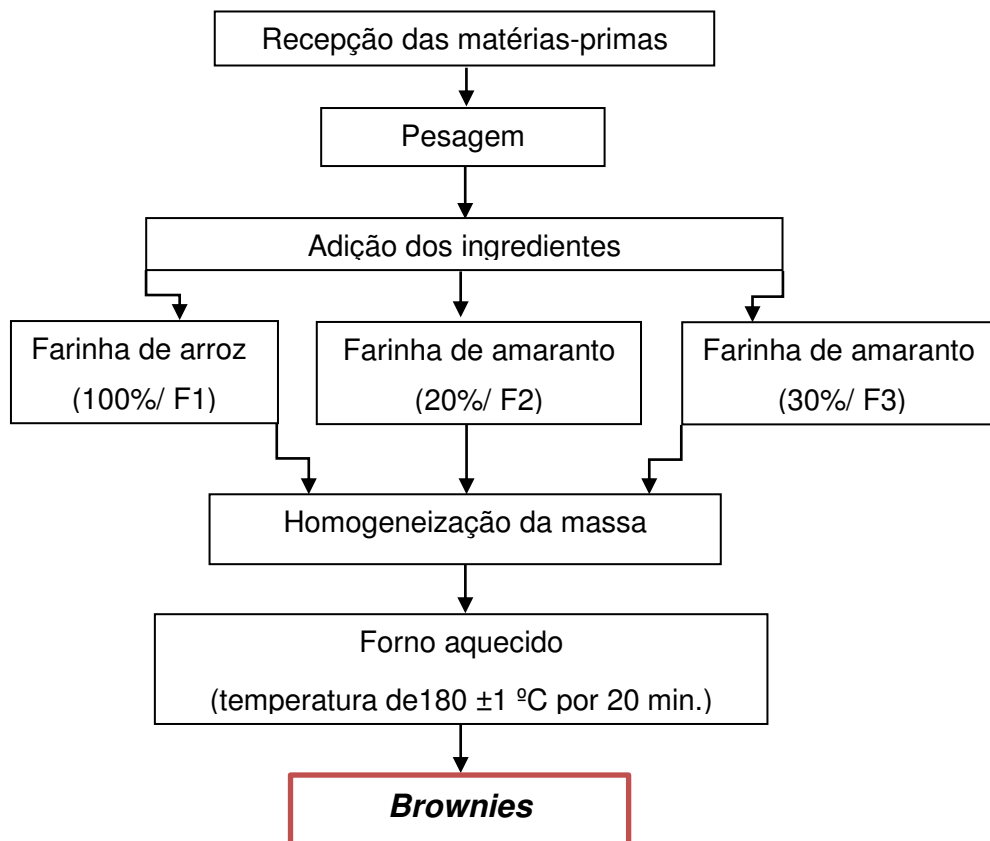 Recepção das matérias-primas
Pesagem
Adição dos ingredientes
Farinha de arroz
(100%/ F1)
Farinha de amaranto
(20%/ F2)
Farinha de amaranto
(30%/ F3)
Homogeneização da massa
Forno aquecido
(temperatura de180 ±1 ºC por 20 min.)
Brownies